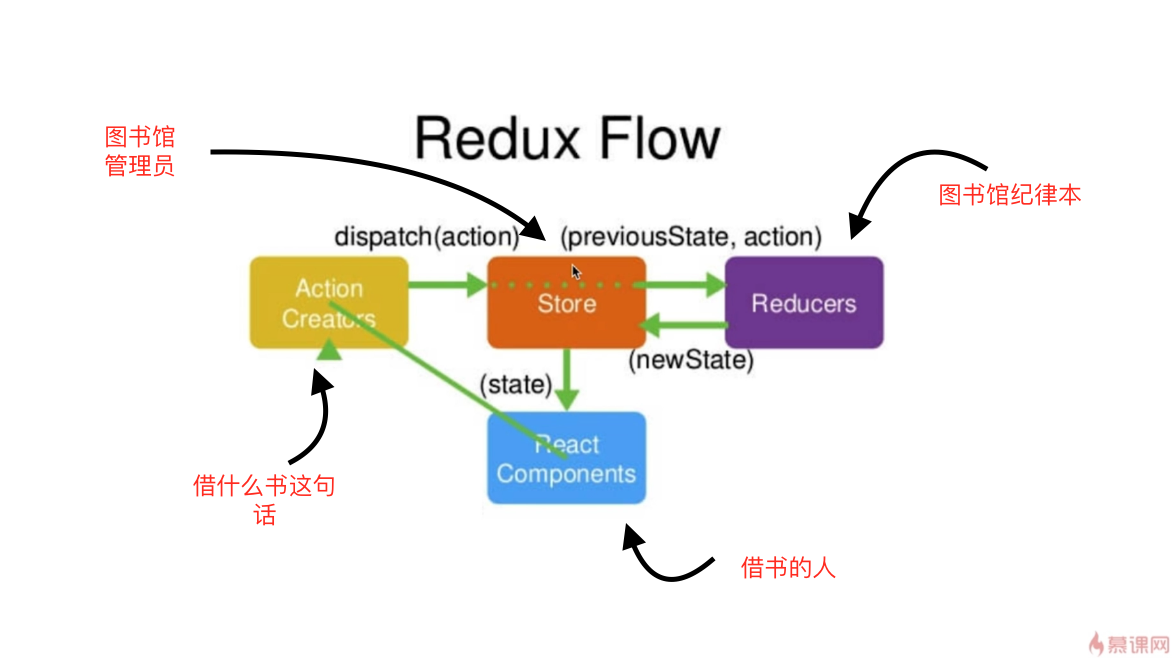 Redux Flow
图书馆
管理员
图书馆纪律本
dispatch(action)
(previousState, action)
Action
Creators
Store
Reducers
(newState)
(state)
React
Components
借什么书这句
话
借书的人
慕课网